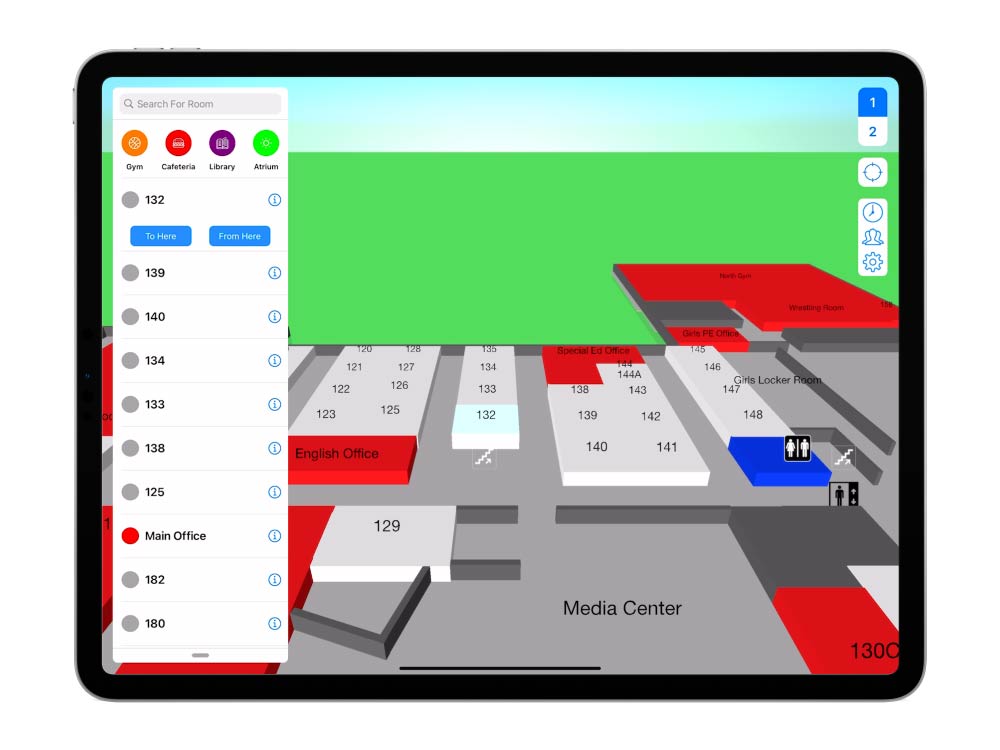 Search For Room
Gym Cafeteria Library Atrium
132
To Here From Here
139
140
134
133
138
125
Main Office
182
180
1
2
North Gym
Wrestling Room
Girls PE Office
120 128 135 Special Ed Office 145
121 127 134 144 146
144A
122 126 133 138 143 147 Girls Locker Room
123 125 132 139 142 148
English Office 140 141
129
Media Center
130C